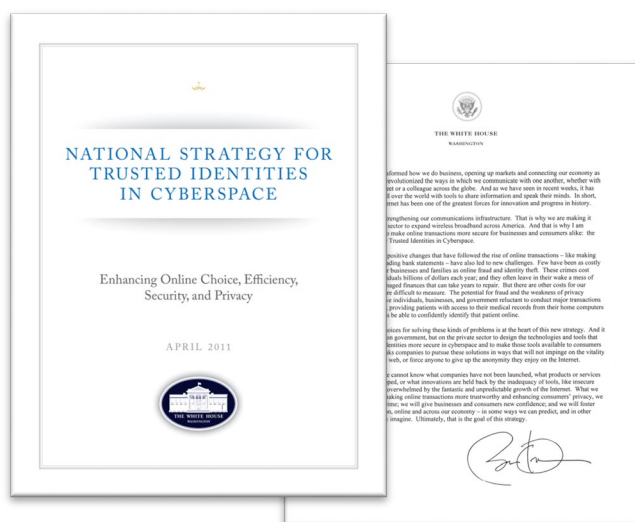 NATIONAL STRATEGY FOR
TRUSTED IDENTITIES
IN CYBERSPACE
Enhancing Online Choice, Efficiency,
Security, and Privacy
APRIL 2011
THE WHITE HOUSE
WASHINGTON
THE WHITE HOUSE
WASHINGTON
formed how we do business, opening up markets and connecting our economy as
evolutionized the ways in which we communicate with one another, whether with
et or a colleague across the globe. And as we have seen in recent weeks, it has
l over the world with tools to share information and speak their minds. In short,
rnet has been one of the greatest forces for innovation and progress in history.
rengthening our communications infrastructure. That is why we are making it
sector to expand wireless broadband across America. And that is why I am
make online transactions more secure for businesses and consumers alike: the
Trusted Identities in Cyberspace.
positive changes that have followed the rise of online transactions – like making
ding bank statements – have also led to new challenges. Few have been as costly
r businesses and families as online fraud and identity theft. These crimes cost
duals billions of dollars each year; and they often leave in their wake a mess of
aged finances that can take years to repair. But there are other costs for our
re difficult to measure. The potential for fraud and the weakness of privacy
ve individuals, businesses, and government reluctant to conduct major transactions
, providing patients with access to their medical records from their home computers
s be able to confidently identify that patient online.
oices for solving these kinds of problems is at the heart of this new strategy. And it
on government, but on the private sector to design the technologies and tools that
dentities more secure in cyberspace and to make those tools available to consumers
ks companies to pursue these solutions in ways that will not impinge on the vitality
web, or force anyone to give up the anonymity they enjoy on the Internet.
e cannot know what companies have not been launched, what products or services
ped, or what innovations are held back by the inadequacy of tools, like insecure
overwhelmed by the fantastic and unpredictable growth of the Internet. What we
aking online transactions more trustworthy and enhancing consumers' privacy, we
me; we will give businesses and consumers new confidence; and we will foster
n, online and across our economy – in some ways we can predict, and in other
imagine. Ultimately, that is the goal of this strategy.